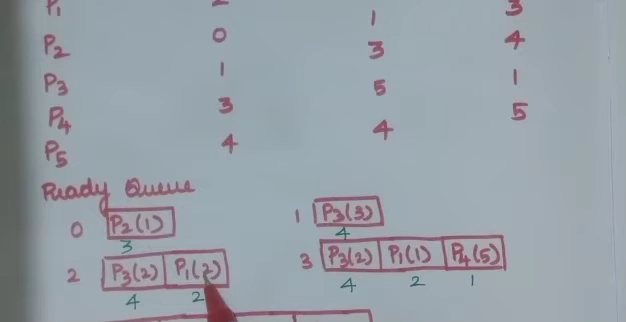 P1 3
P2 0 1 4
P3 1 3 1
P4 3 5 5
P5 4 4
Ready Queue
0 P2(1) 1 P3(3)
3 4
2 P3(2) P1(2) 3 P3(2) P1(1) P4(5)
4 2 4 2 1